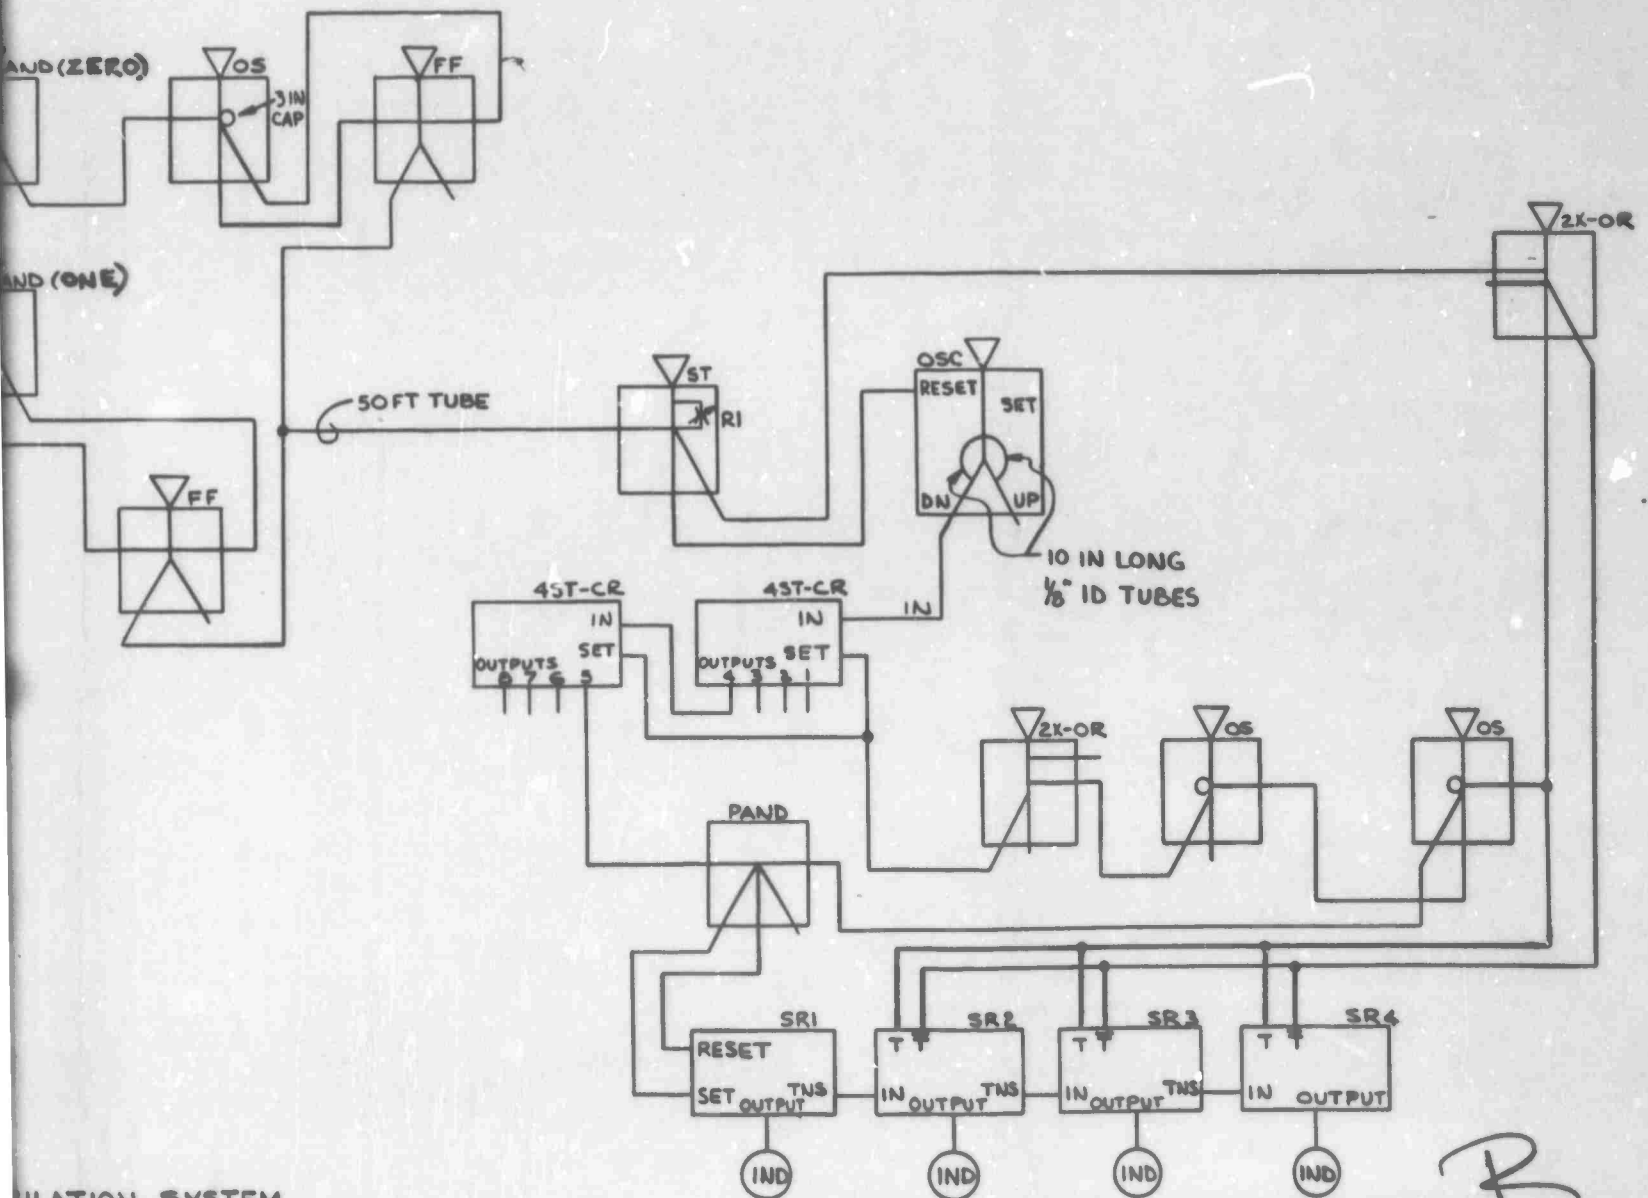 AND (ZERO)
OS
3 IN
CAP
FF
2X-OR
AND (ONE)
50 FT TUBE
ST
R1
OSC
RESET
SET
DN
UP
10 IN LONG
1/8" ID TUBES
FF
4ST-CR
IN
SET
OUTPUTS
8 7 6 5
4ST-CR
IN
SET
OUTPUTS
4 3 2 1
IN
2X-OR
OS
OS
PAND
SR1
RESET
SET
OUTPUT
TNS
SR2
T
IN
OUTPUT
TNS
SR3
T
IN
OUTPUT
TNS
SR4
T
IN
OUTPUT
IND
IND
IND
IND
SYSTEM